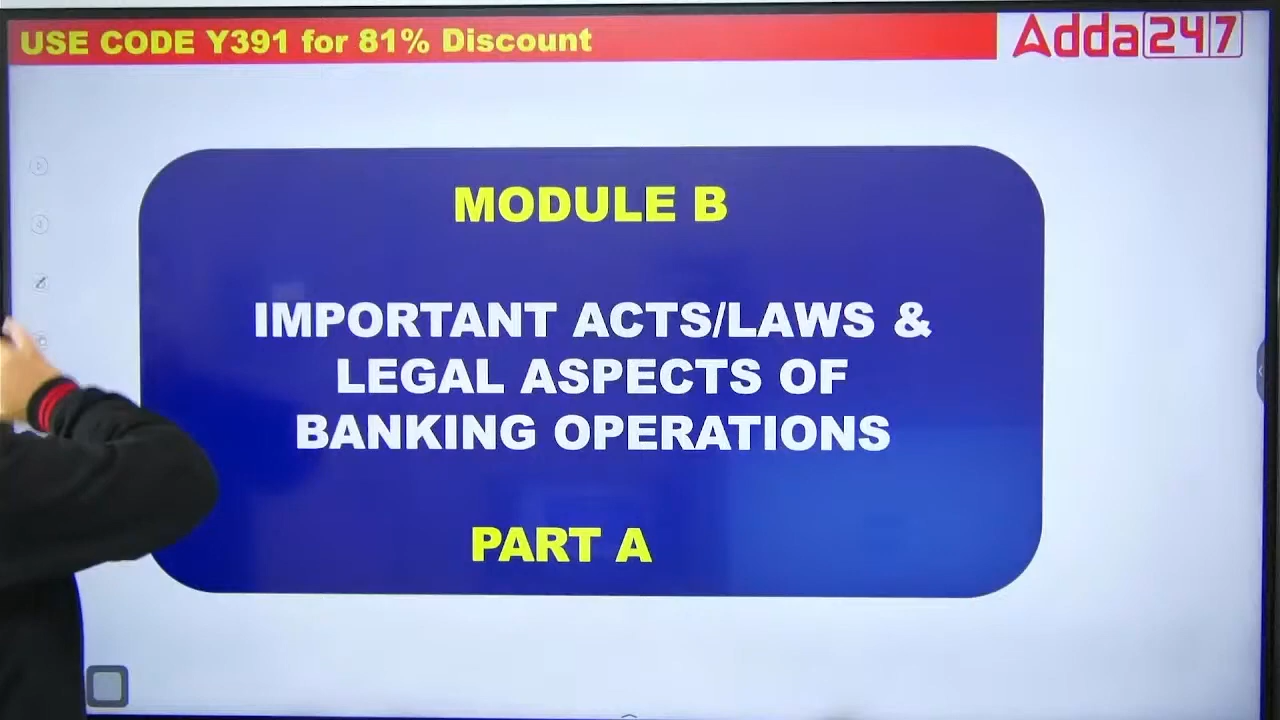 USE CODE Y391 for 81% Discount
Adda247
MODULE B
IMPORTANT ACTS/LAWS &
LEGAL ASPECTS OF
BANKING OPERATIONS
PART A